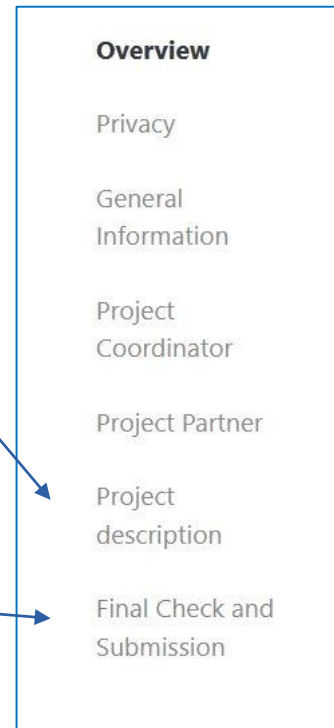 Overview
Privacy
General
Information
Project
Coordinator
Project Partner
Project
description
Final Check and
Submission